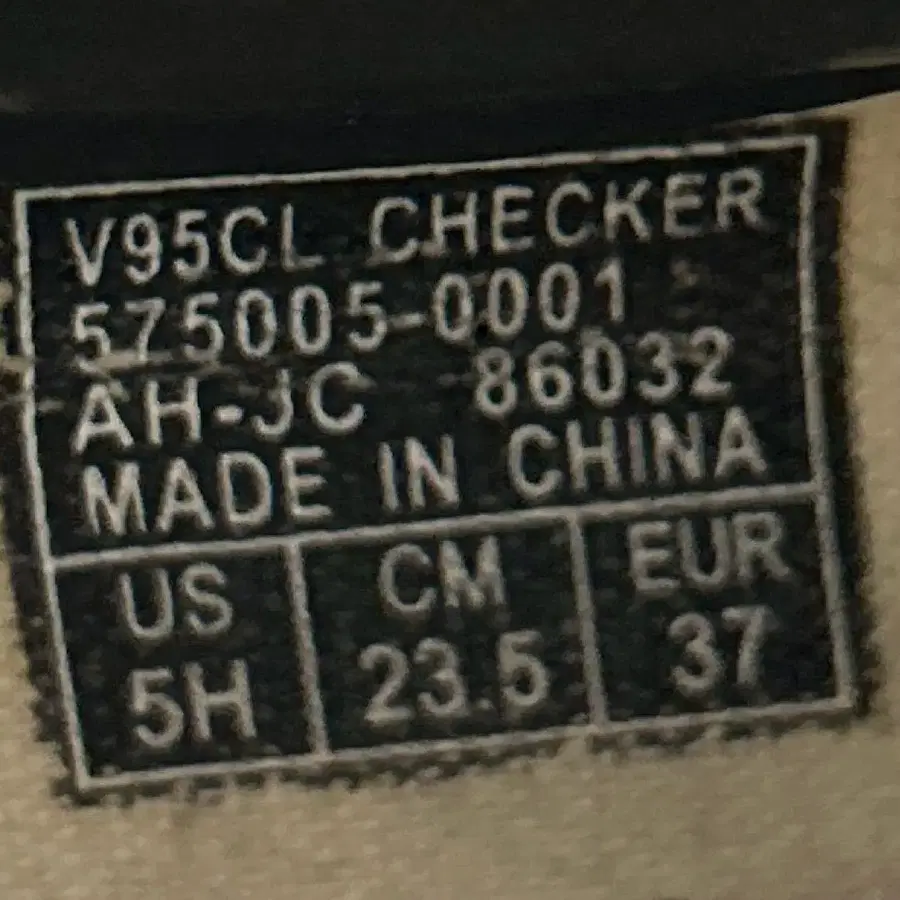 V95CL CHECKER
575005-0001
AH-JC 86032
MADE IN CHINA
US CM EUR
5H 23.5 37